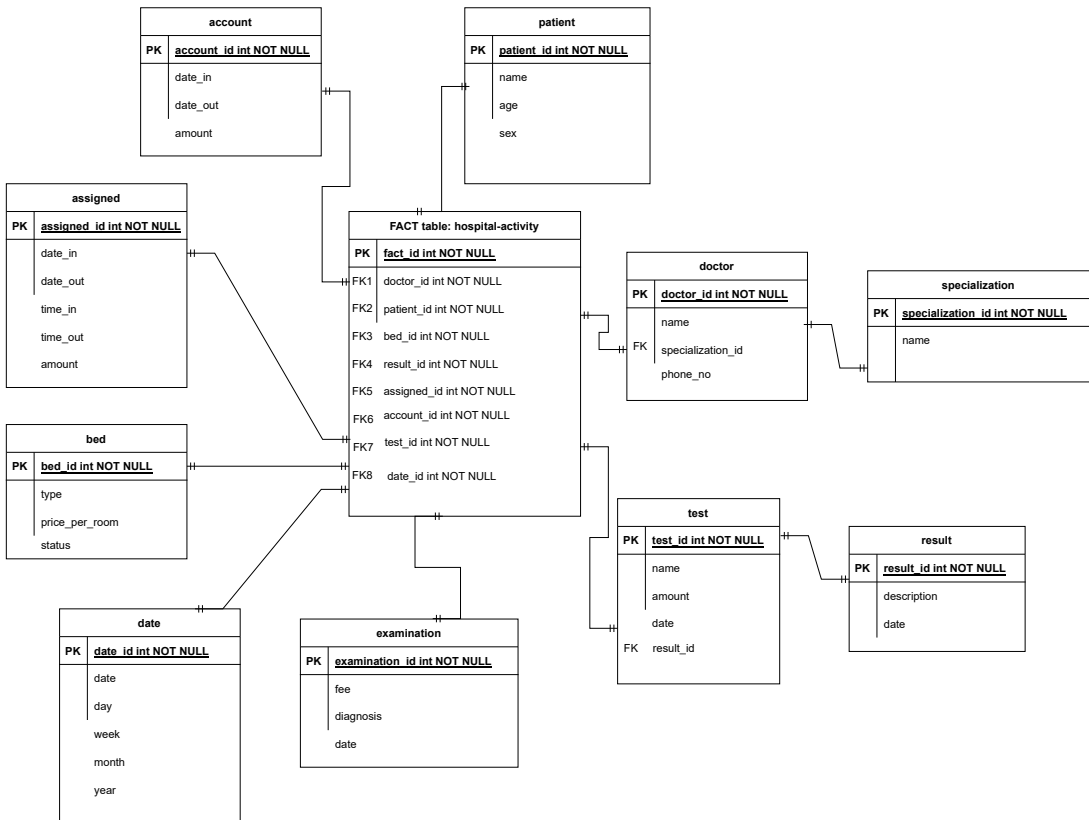 account
PK account_id int NOT NULL
date_in
date_out
amount
patient
PK patient_id int NOT NULL
name
age
sex
assigned
PK assigned_id int NOT NULL
date_in
date_out
time_in
time_out
amount
FACT table: hospital-activity
PK fact_id int NOT NULL
FK1 doctor_id int NOT NULL
FK2 patient_id int NOT NULL
FK3 bed_id int NOT NULL
FK4 result_id int NOT NULL
FK5 assigned_id int NOT NULL
FK6 account_id int NOT NULL
FK7 test_id int NOT NULL
FK8 date_id int NOT NULL
doctor
PK doctor_id int NOT NULL
name
FK specialization_id
phone_no
specialization
PK specialization_id int NOT NULL
name
bed
PK bed_id int NOT NULL
type
price_per_room
status
test
PK test_id int NOT NULL
name
amount
date
FK result_id
result
PK result_id int NOT NULL
description
date
date
PK date_id int NOT NULL
date
day
week
month
year
examination
PK examination_id int NOT NULL
fee
diagnosis
date